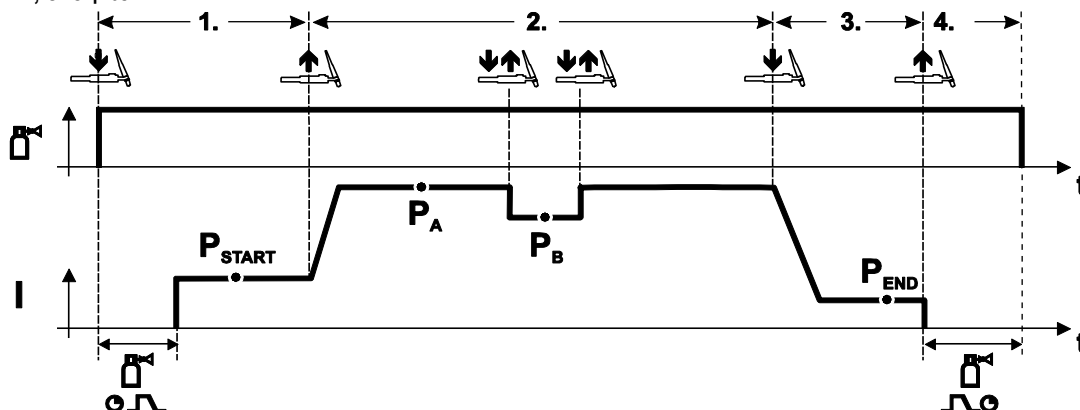 1. 2. 3. 4.
t
P_A
P_B
P_START
P_END
I
t